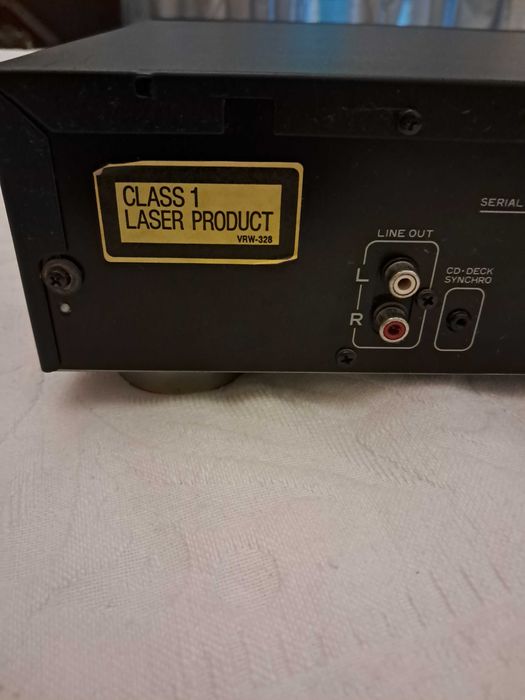 CLASS 1
LASER PRODUCT
VRW-328
SERIAL
LINE OUT
L
R
CD·DECK
SYNCHRO